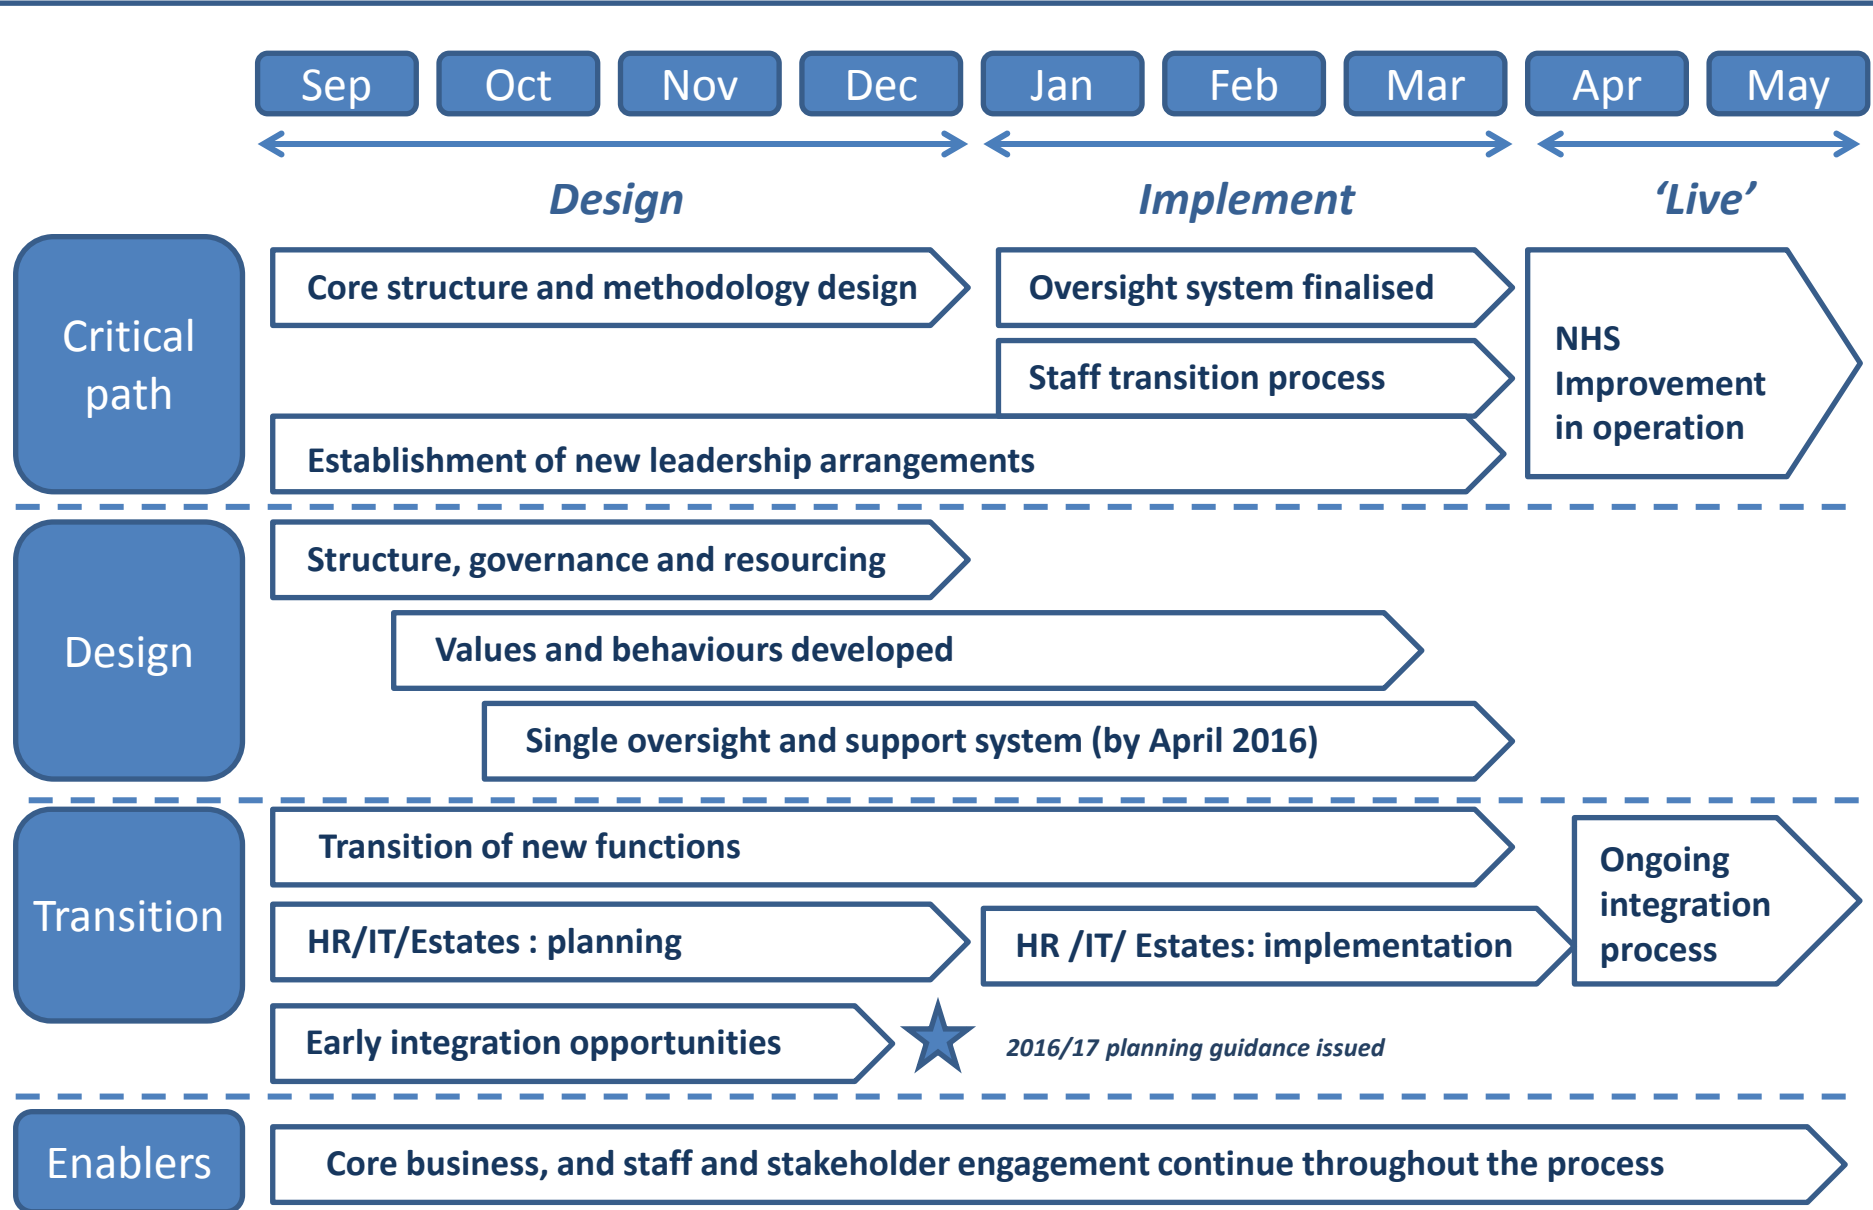 Sep Oct Nov Dec Jan Feb Mar Apr May
Design Implement ‘Live’
Critical
path
Core structure and methodology design
Oversight system finalised
Staff transition process
Establishment of new leadership arrangements
NHS
Improvement
in operation
Design
Structure, governance and resourcing
Values and behaviours developed
Single oversight and support system (by April 2016)
Transition
Transition of new functions
HR/IT/Estates : planning
HR /IT/ Estates: implementation
Ongoing
integration
process
Early integration opportunities
2016/17 planning guidance issued
Enablers
Core business, and staff and stakeholder engagement continue throughout the process